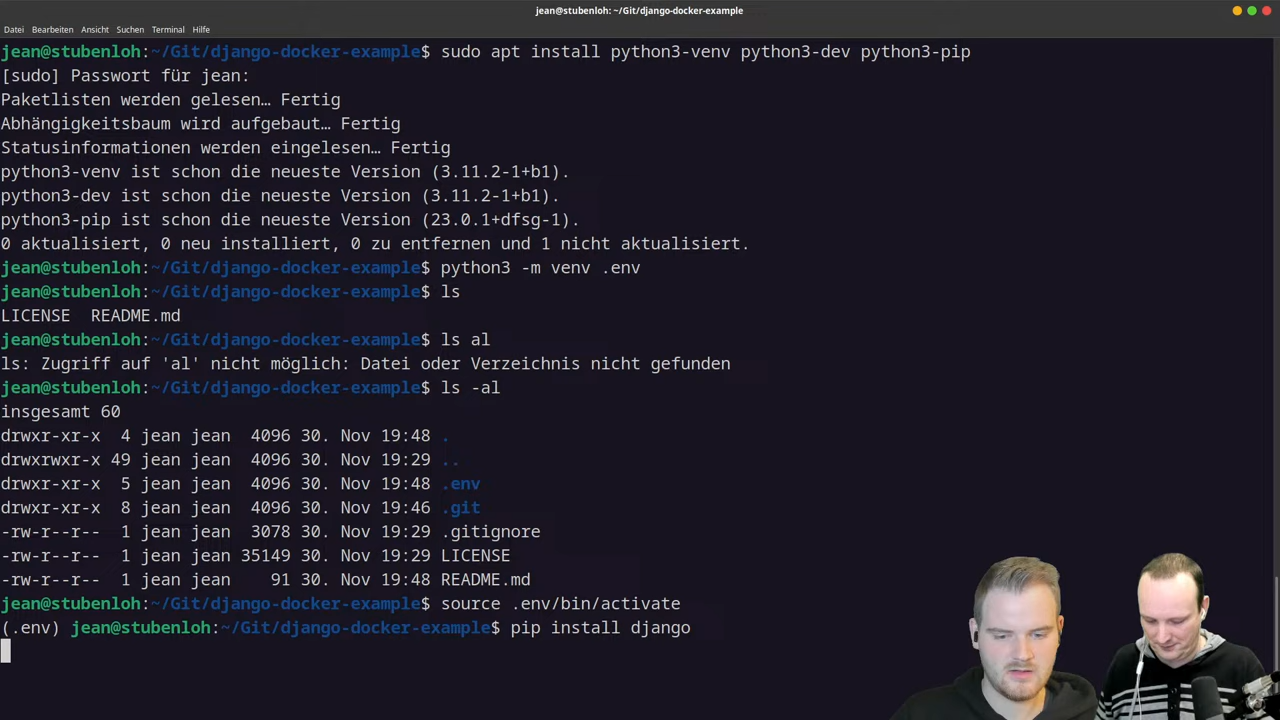 jean@stubenloh: ~/Git/django-docker-example
Datei Bearbeiten Ansicht Suchen Terminal Hilfe
jean@stubenloh:~/Git/django-docker-example$ sudo apt install python3-venv python3-dev python3-pip
[sudo] Passwort für jean:
Paketlisten werden gelesen… Fertig
Abhängigkeitsbaum wird aufgebaut… Fertig
Statusinformationen werden eingelesen… Fertig
python3-venv ist schon die neueste Version (3.11.2-1+b1).
python3-dev ist schon die neueste Version (3.11.2-1+b1).
python3-pip ist schon die neueste Version (23.0.1+dfsg-1).
0 aktualisiert, 0 neu installiert, 0 zu entfernen und 1 nicht aktualisiert.
jean@stubenloh:~/Git/django-docker-example$ python3 -m venv .env
jean@stubenloh:~/Git/django-docker-example$ ls
LICENSE  README.md
jean@stubenloh:~/Git/django-docker-example$ ls al
ls: Zugriff auf 'al' nicht möglich: Datei oder Verzeichnis nicht gefunden
jean@stubenloh:~/Git/django-docker-example$ ls -al
insgesamt 60
drwxr-xr-x  4 jean jean  4096 30. Nov 19:48 .
drwxrwxr-x 49 jean jean  4096 30. Nov 19:29 ..
drwxr-xr-x  5 jean jean  4096 30. Nov 19:48 .env
drwxr-xr-x  8 jean jean  4096 30. Nov 19:46 .git
-rw-r--r--  1 jean jean  3078 30. Nov 19:29 .gitignore
-rw-r--r--  1 jean jean 35149 30. Nov 19:29 LICENSE
-rw-r--r--  1 jean jean    91 30. Nov 19:48 README.md
jean@stubenloh:~/Git/django-docker-example$ source .env/bin/activate
(.env) jean@stubenloh:~/Git/django-docker-example$ pip install django